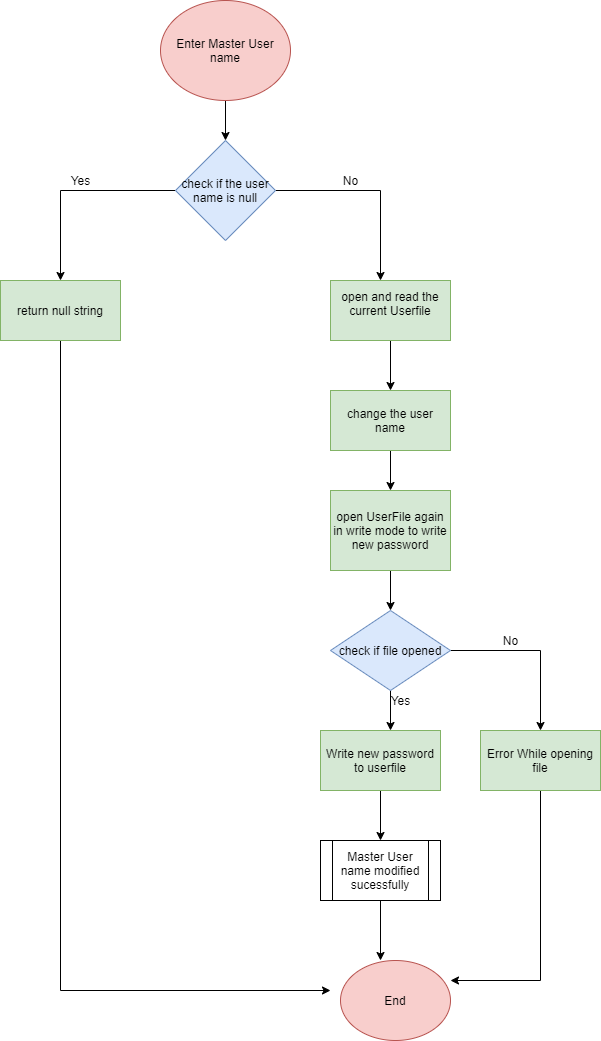 Enter Master User
name
check if the user
name is null
Yes
No
return null string
open and read the
current Userfile
change the user
name
open UserFile again
in write mode to write
new password
check if file opened
No
Yes
Write new password
to userfile
Error While opening
file
Master User
name modified
sucessfully
End